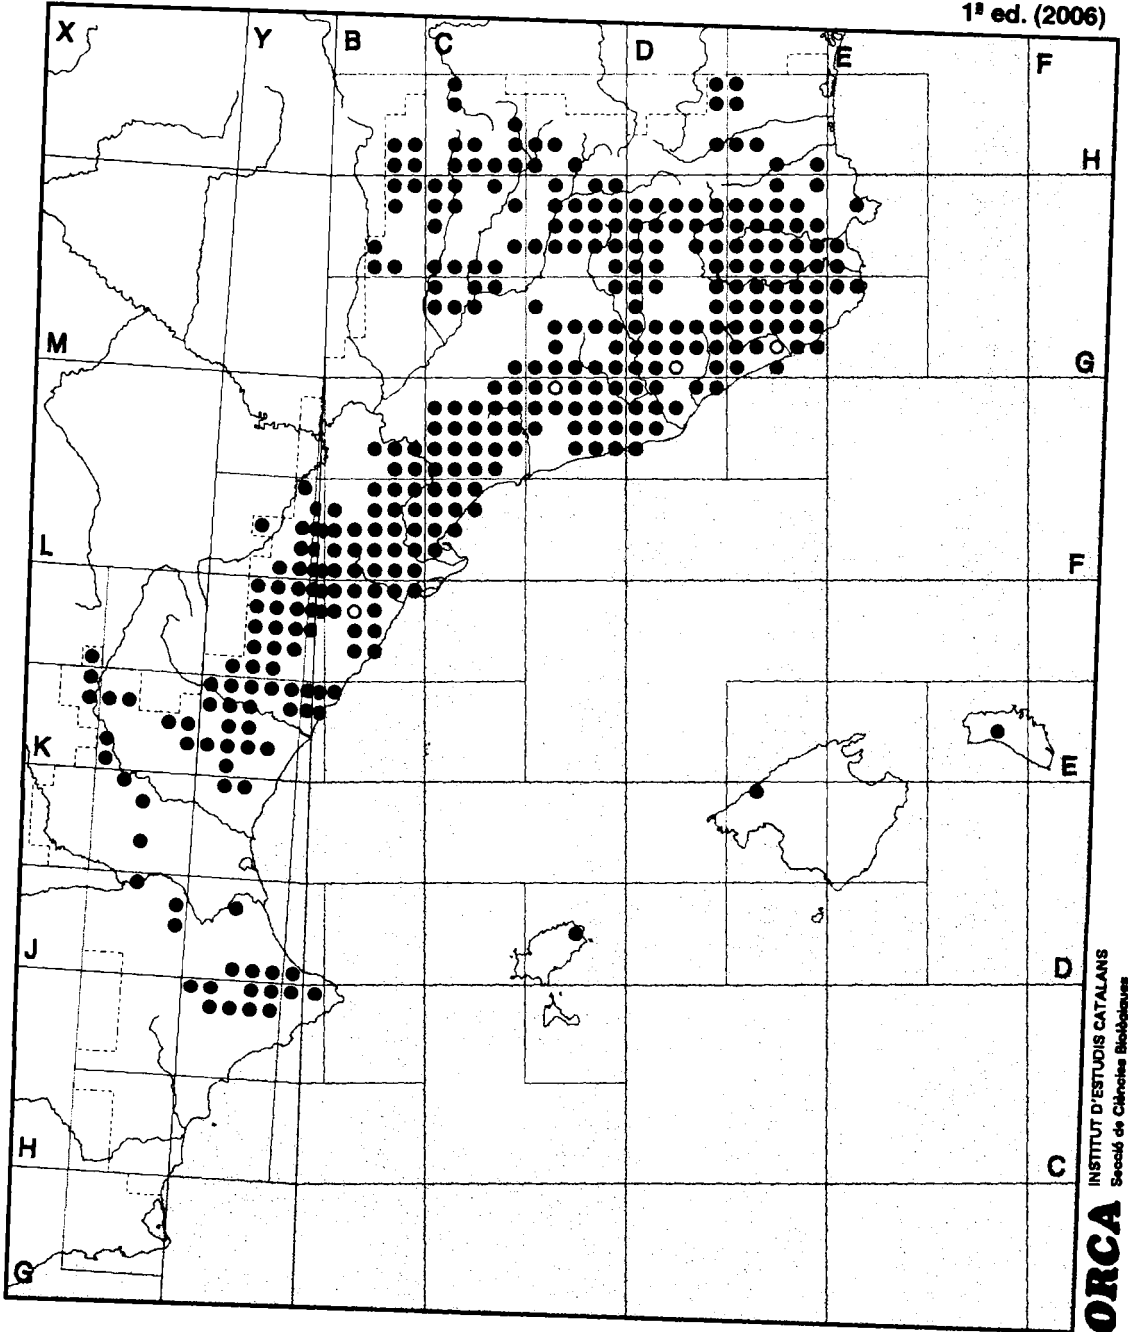 1ª ed. (2006)
X Y B C D E F
H
M G
L F
K E
J D
H C
G
ORCA INSTITUT D'ESTUDIS CATALANS
Secció de Ciències Biològiques